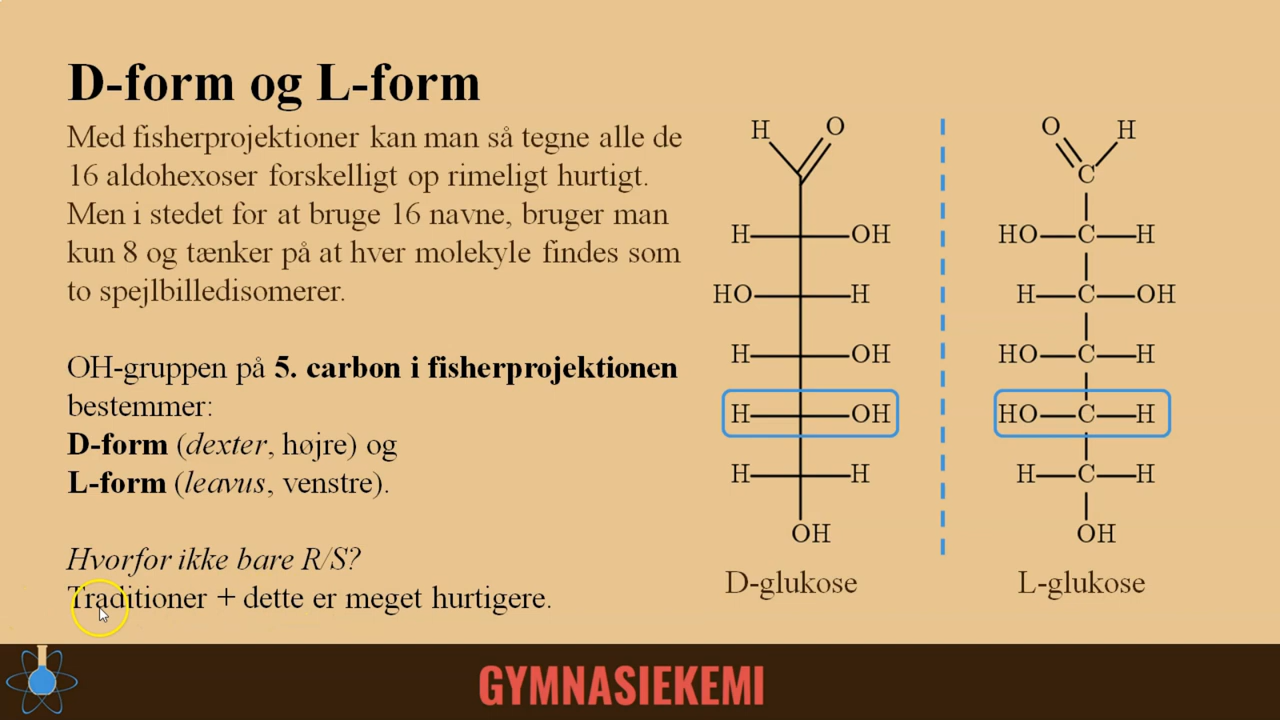 D-form og L-form
Med fisherprojektioner kan man så tegne alle de
16 aldohexoser forskelligt op rimeligt hurtigt.
Men i stedet for at bruge 16 navne, bruger man
kun 8 og tænker på at hver molekyle findes som
to spejlbilledisomerer.
OH-gruppen på 5. carbon i fisherprojektionen
bestemmer:
D-form (dexter, højre) og
L-form (leavus, venstre).
Hvorfor ikke bare R/S?
Traditioner + dette er meget hurtigere.
H O
H OH
HO H
H OH
H OH
H H
OH
D-glukose
O H
C
HO C H
H C OH
HO C H
HO C H
H C H
OH
L-glukose
GYMNASIEKEMI